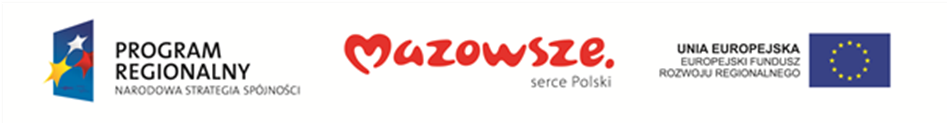 PROGRAM
REGIONALNY
NARODOWA STRATEGIA SPÓJNOŚCI
mazowsze.
serce Polski
UNIA EUROPEJSKA
EUROPEJSKI FUNDUSZ
ROZWOJU REGIONALNEGO